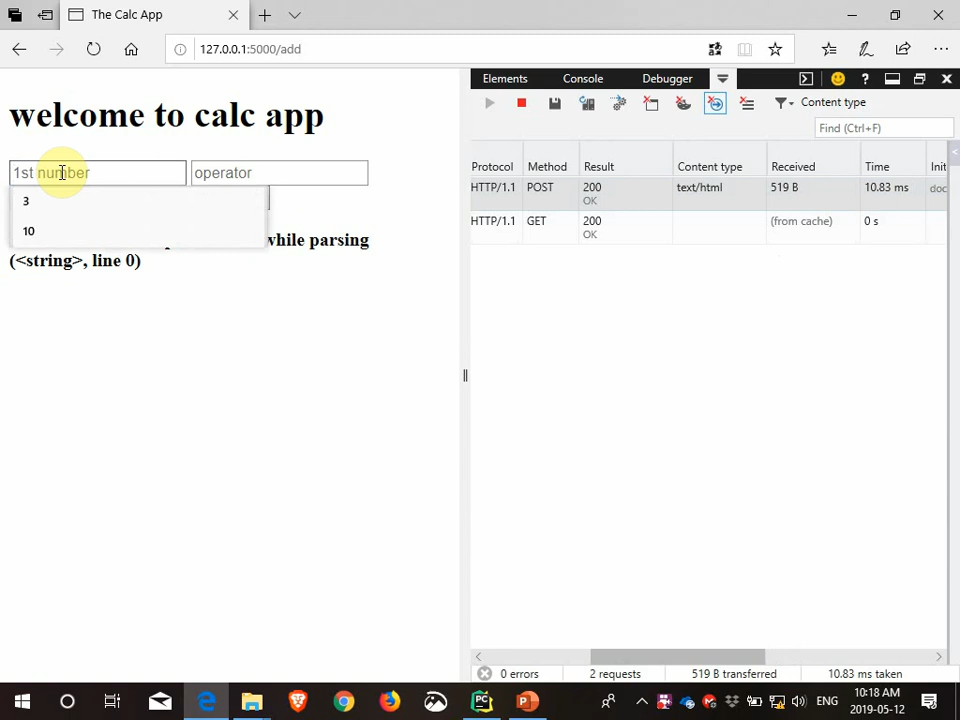 The Calc App
127.0.0.1:5000/add
welcome to calc app
1st number
operator
3
10
while parsing
(<string>, line 0)
Elements Console Debugger
Content type
Find (Ctrl+F)
Protocol Method Result Content type Received Time Init
HTTP/1.1 POST 200 text/html 519 B 10.83 ms doc
OK
HTTP/1.1 GET 200 (from cache) 0 s
OK
0 errors 2 requests 519 B transferred 10.83 ms taken
ENG
10:18 AM
2019-05-12